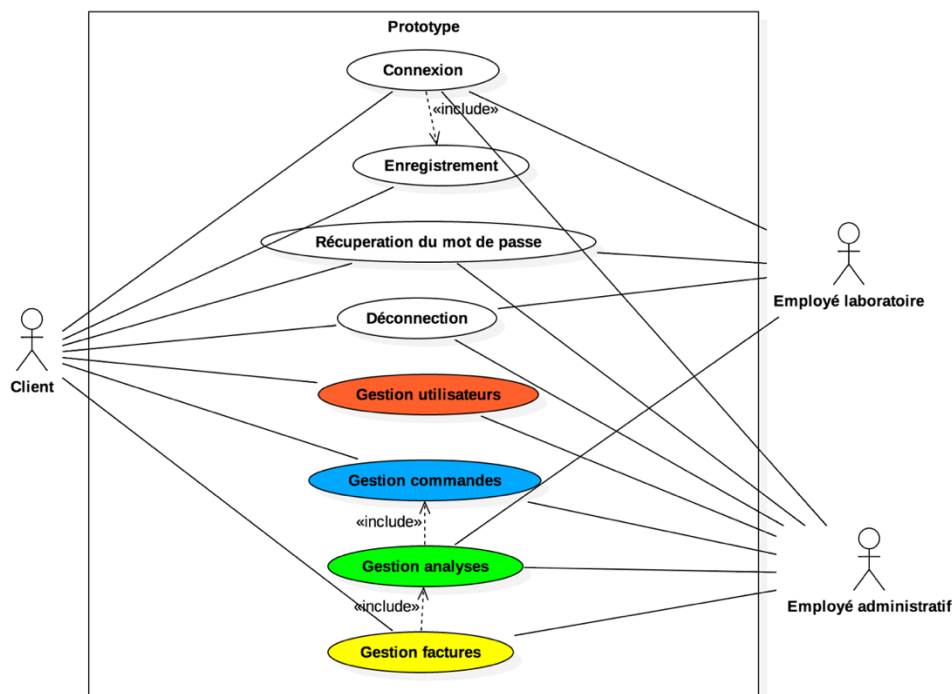 Prototype
Connexion
«include»
Enregistrement
Récuperation du mot de passe
Employé laboratoire
Déconnection
Client
Gestion utilisateurs
Gestion commandes
«include»
Gestion analyses
«include»
Employé administratif
Gestion factures